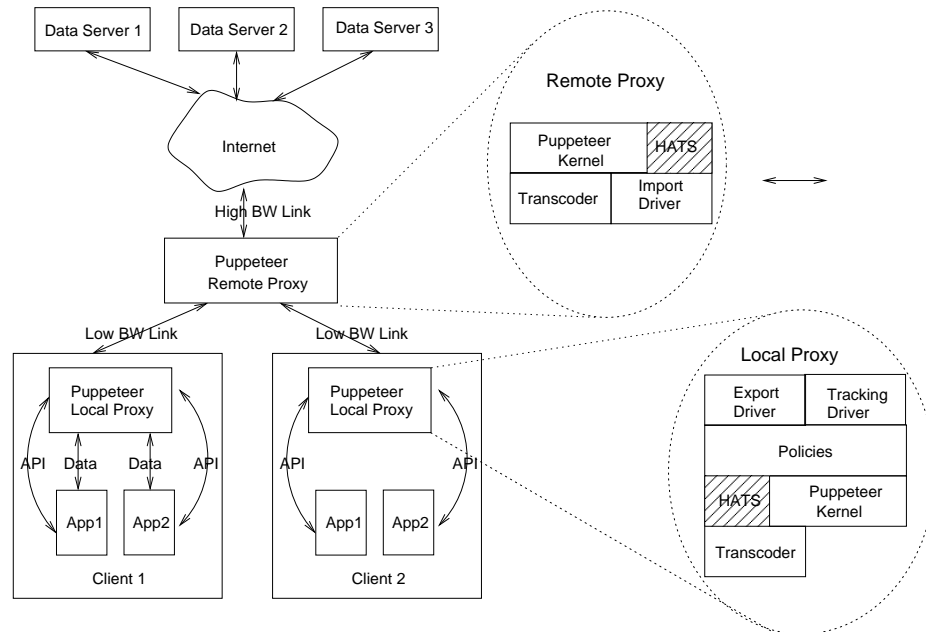 Data Server 1
Data Server 2
Data Server 3
Internet
High BW Link
Puppeteer
Remote Proxy
Low BW Link
Low BW Link
Puppeteer
Local Proxy
API
Data
Data
API
App1
App2
Client 1
Puppeteer
Local Proxy
API
API
App1
App2
Client 2
Remote Proxy
Puppeteer
Kernel
HATS
Transcoder
Import
Driver
Local Proxy
Export
Driver
Tracking
Driver
Policies
HATS
Puppeteer
Kernel
Transcoder